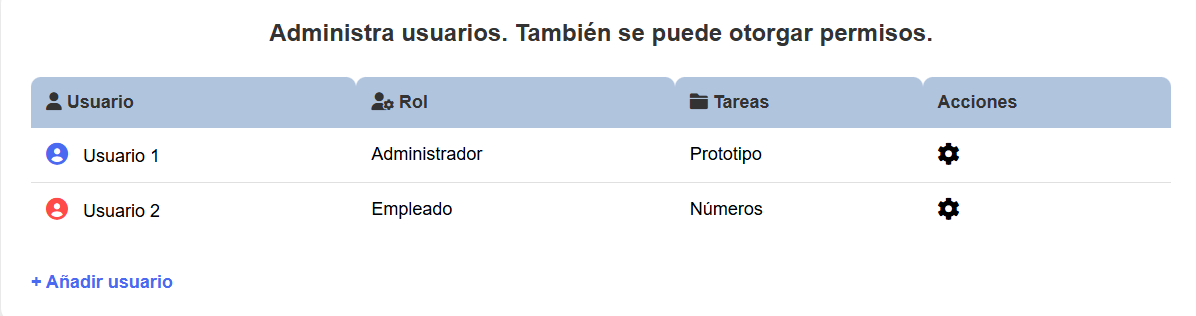 Administra usuarios. También se puede otorgar permisos.
Usuario Rol Tareas Acciones
Usuario 1 Administrador Prototipo
Usuario 2 Empleado Números
+ Añadir usuario